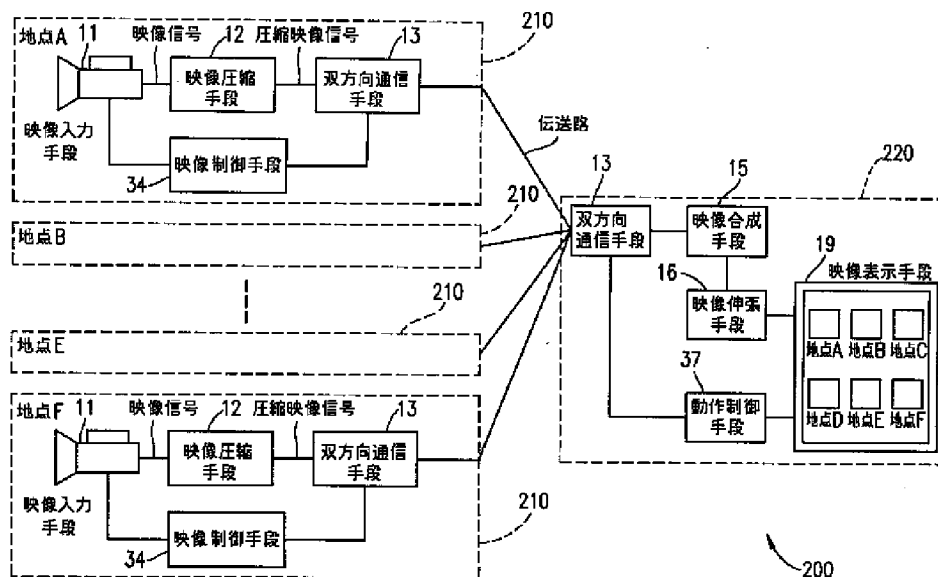 地点A
11
映像信号
12
圧縮映像信号
13
210
映像圧縮
手段
双方向通信
手段
映像入力
手段
映像制御手段
34
伝送路
220
地点B
210
13
双方向
通信手段
15
映像合成
手段
16
映像伸張
手段
19
映像表示手段
地点A 地点B 地点C
地点D 地点E 地点F
37
動作制御
手段
地点E
210
地点F
11
映像信号
12
圧縮映像信号
13
映像圧縮
手段
双方向通信
手段
映像入力
手段
映像制御手段
34
210
200